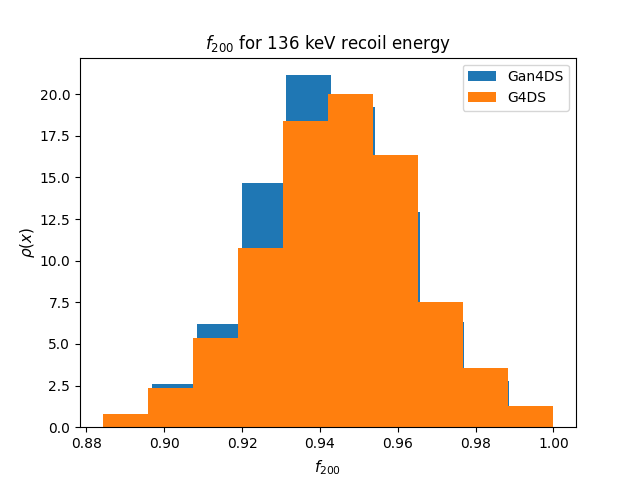 f₂₀₀ for 136 keV recoil energy
Gan4DS
G4DS
ρ(x)
20.0
17.5
15.0
12.5
10.0
7.5
5.0
2.5
0.0
0.88 0.90 0.92 0.94 0.96 0.98 1.00
f₂₀₀